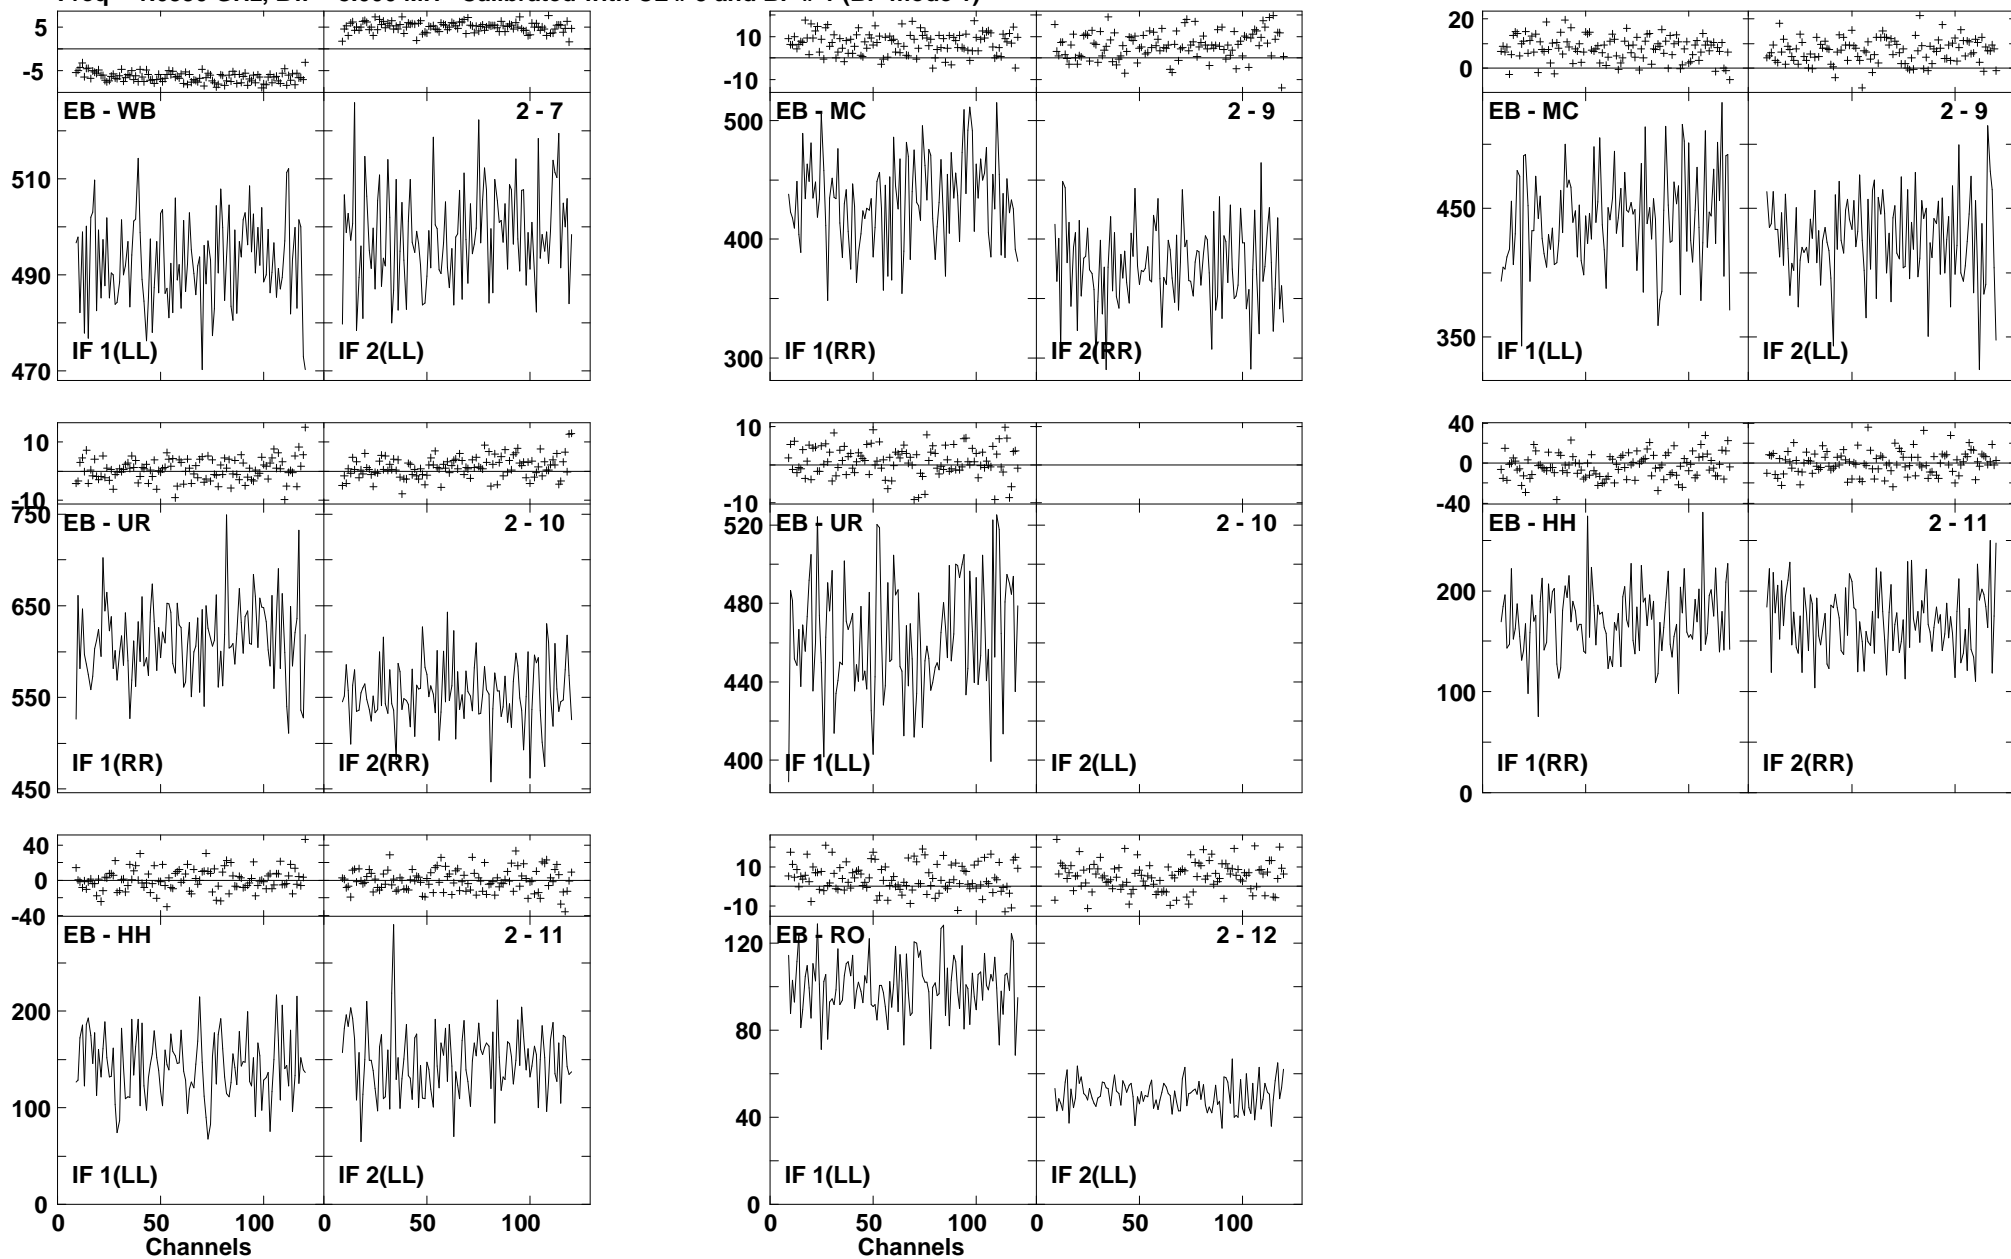 5
-5
EB - WB
2 - 7
510
490
470
IF 1(LL)
IF 2(LL)
10
-10
EB - MC
2 - 9
500
400
300
IF 1(RR)
IF 2(RR)
20
0
EB - MC
2 - 9
450
350
IF 1(LL)
IF 2(LL)
10
-10
750
EB - UR
2 - 10
650
550
450
IF 1(RR)
IF 2(RR)
10
-10
EB - UR
2 - 10
520
480
440
400
IF 1(LL)
IF 2(LL)
40
0
-40
EB - HH
2 - 11
200
100
0
IF 1(RR)
IF 2(RR)
40
0
-40
EB - HH
2 - 11
200
100
0
IF 1(LL)
IF 2(LL)
0 50 100 50 100
Channels
10
-10
EB - RO
2 - 12
120
80
40
0
IF 1(LL)
IF 2(LL)
0 50 100 0 50 100
Channels